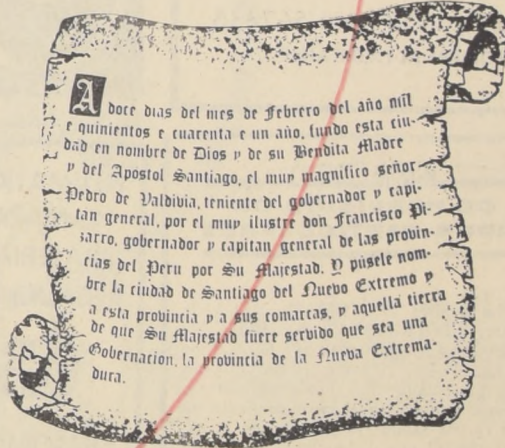 A doce dias del mes de Febrero del año mil
e quinientos e cuarenta e un año, fundo esta ciu-
dad en nombre de Dios y de su Bendita Madre
y del Apóstol Santiago, el muy magnifico señor
Pedro de Valdivia, teniente del gobernador y capi-
tan general, por el muy ilustre don Francisco Pi-
zarro, gobernador y capitan general de las provin-
cias del Peru por Su Majestad. Y púsele nom-
bre la ciudad de Santiago del Nuevo Extremo y
a esta provincia y a sus comarcas, y aquella tierra
de que Su Majestad fuere servido que sea una
Gobernacion, la provincia de la Nueva Extrema-
dura.